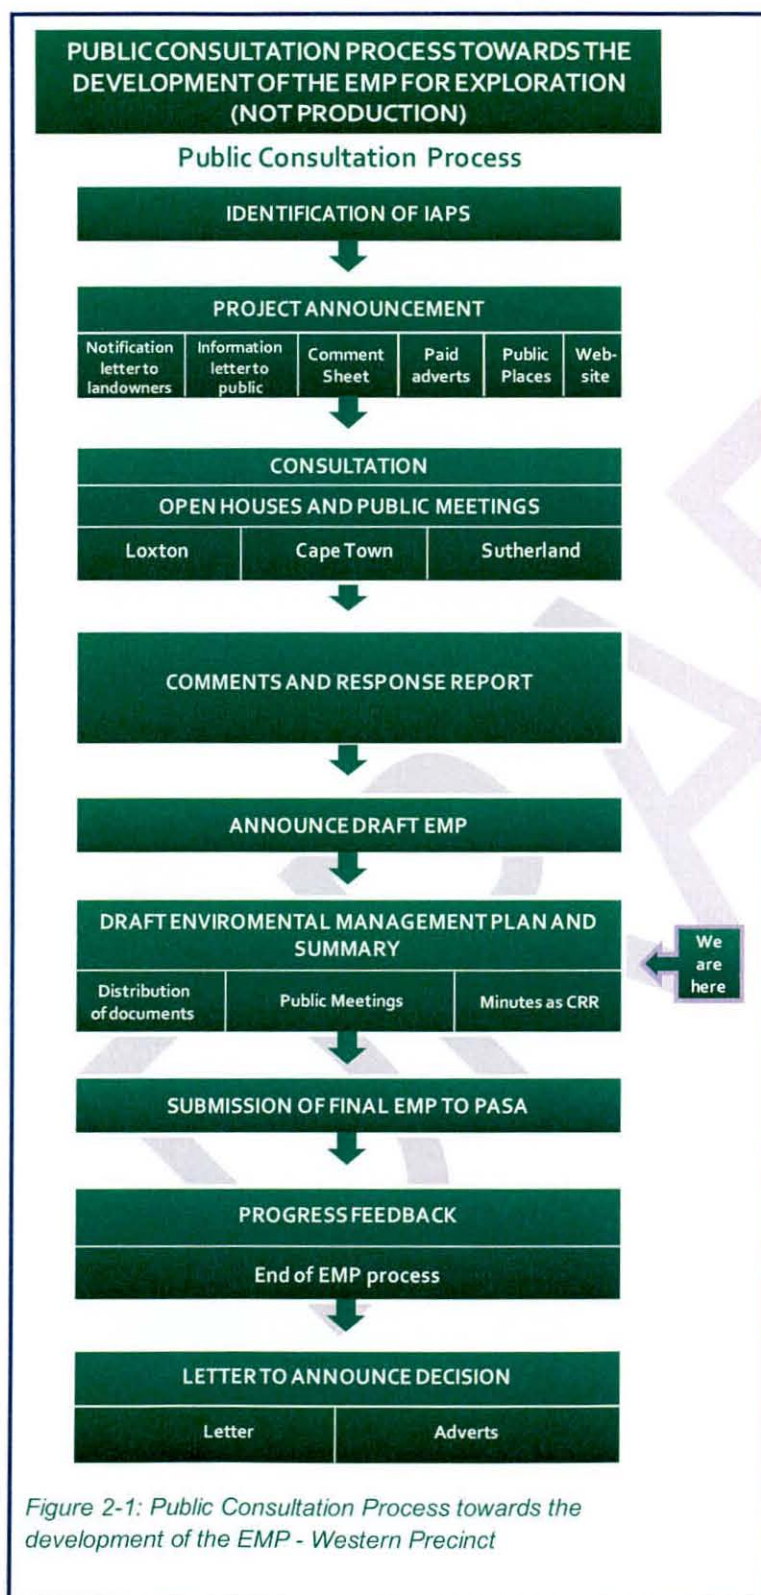 PUBLIC CONSULTATION PROCESS TOWARDS THE
DEVELOPMENT OF THE EMP FOR EXPLORATION
(NOT PRODUCTION)
Public Consultation Process
IDENTIFICATION OF IAPS
PROJECT ANNOUNCEMENT
Notification
letter to
landowners
Information
letter to
public
Comment
Sheet
Paid
adverts
Public
Places
Web-
site
CONSULTATION
OPEN HOUSES AND PUBLIC MEETINGS
Loxton
Cape Town
Sutherland
COMMENTS AND RESPONSE REPORT
ANNOUNCE DRAFT EMP
DRAFT ENVIROMENTAL MANAGEMENT PLAN AND
SUMMARY
Distribution
of documents
Public Meetings
Minutes as CRR
We
are
here
SUBMISSION OF FINAL EMP TO PASA
PROGRESS FEEDBACK
End of EMP process
LETTER TO ANNOUNCE DECISION
Letter
Adverts
Figure 2-1: Public Consultation Process towards the
development of the EMP - Western Precinct